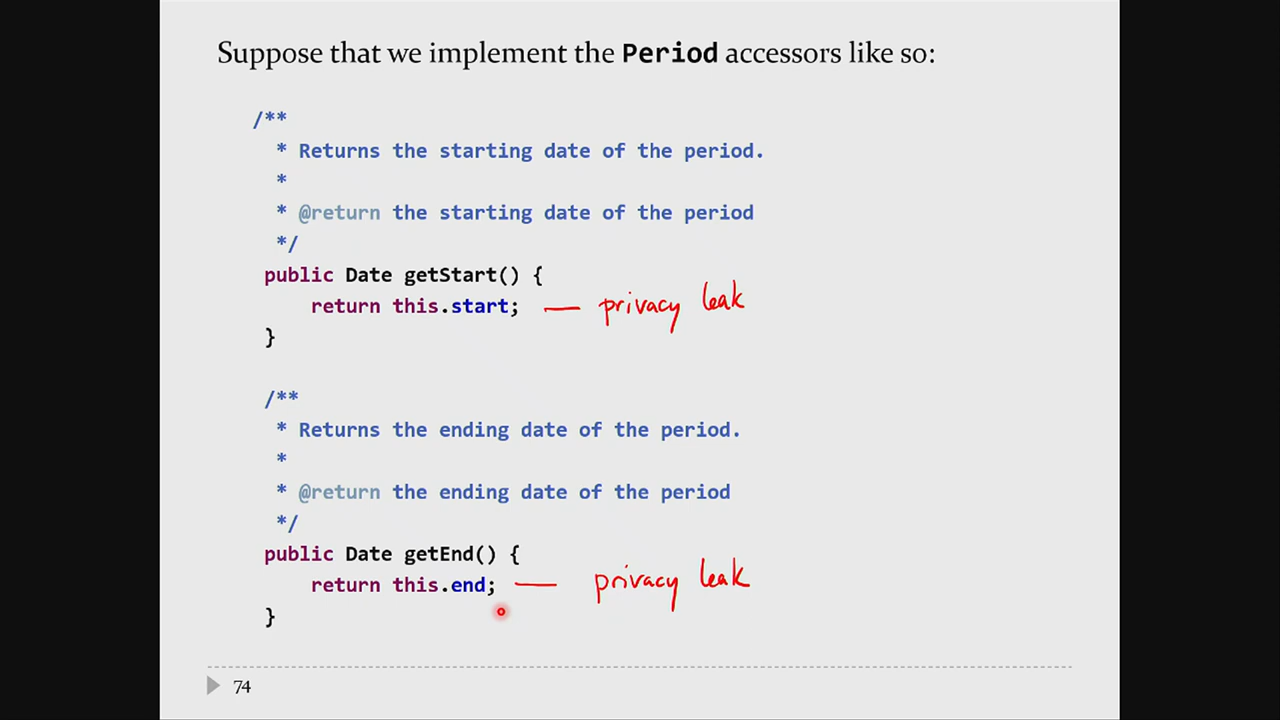 Suppose that we implement the Period accessors like so:
/**
* Returns the starting date of the period.
*
* @return the starting date of the period
*/
public Date getStart() {
return this.start; — privacy leak
}
/**
* Returns the ending date of the period.
*
* @return the ending date of the period
*/
public Date getEnd() {
return this.end; — privacy leak
}
74